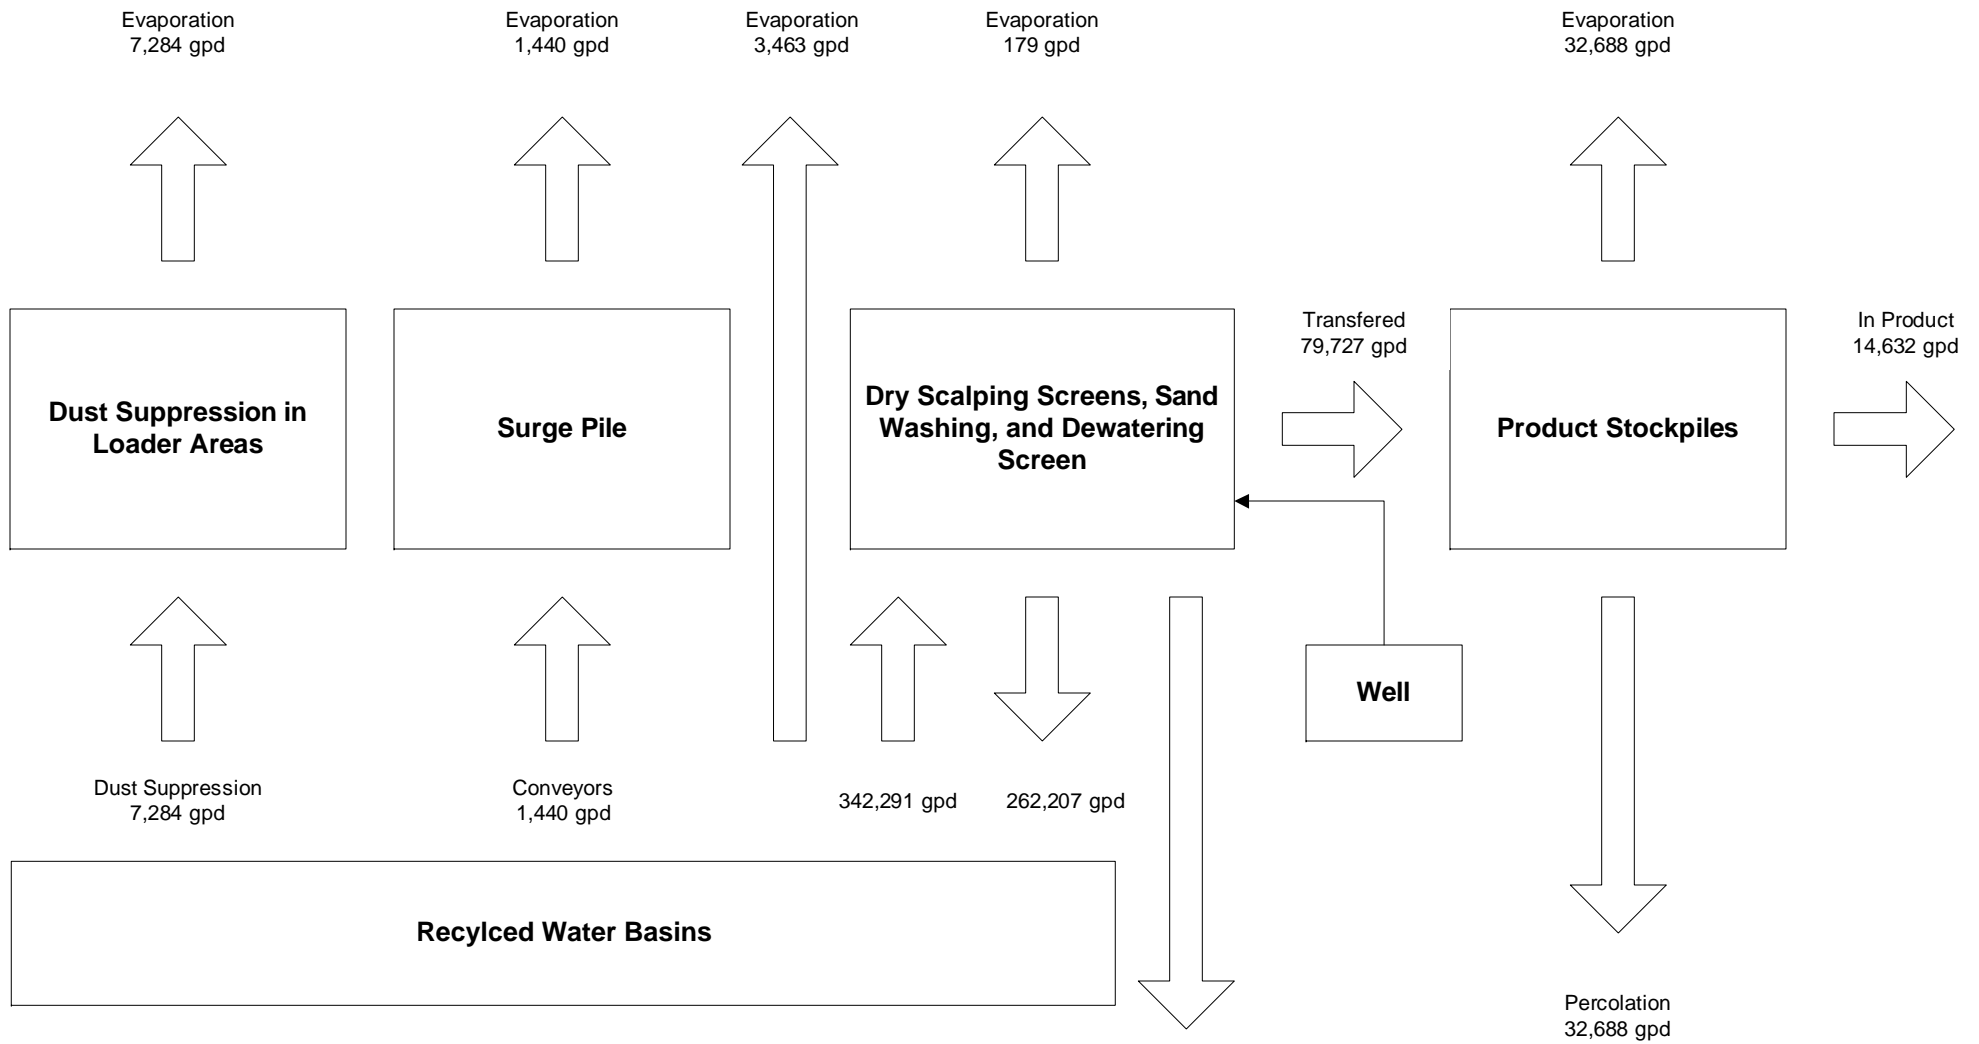 Evaporation
7,284 gpd
Evaporation
1,440 gpd
Evaporation
3,463 gpd
Evaporation
179 gpd
Evaporation
32,688 gpd
Dust Suppression in
Loader Areas
Surge Pile
Dry Scalping Screens, Sand
Washing, and Dewatering
Screen
Transfered
79,727 gpd
Product Stockpiles
In Product
14,632 gpd
Well
Dust Suppression
7,284 gpd
Conveyors
1,440 gpd
342,291 gpd
262,207 gpd
Recylced Water Basins
Percolation
32,688 gpd